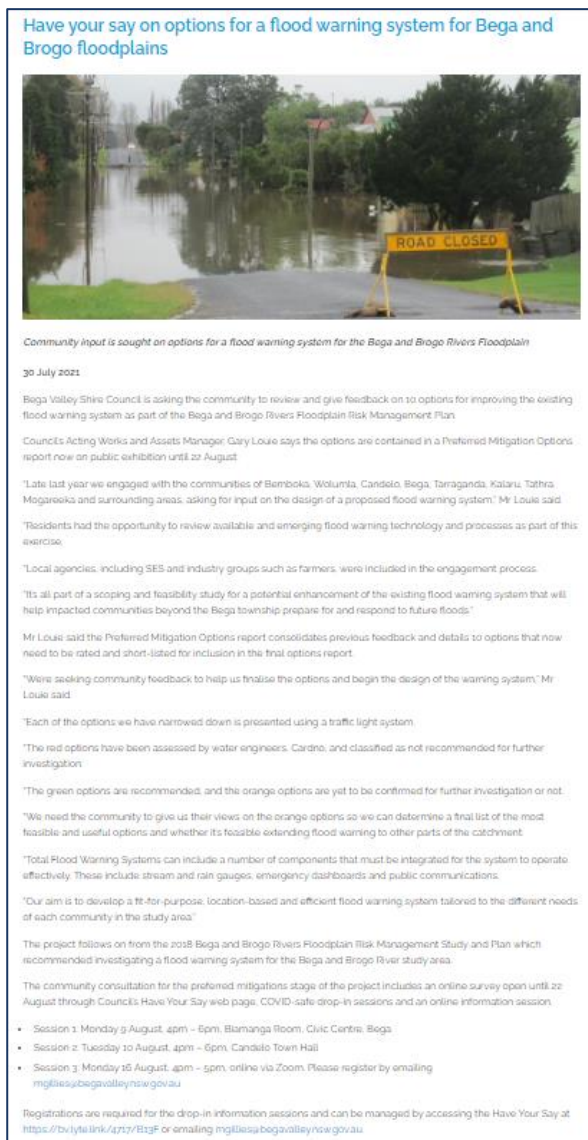 Have your say on options for a flood warning system for Bega and
Brogo floodplains
ROAD CLOSED
Community input is sought on options for a flood warning system for the Bega and Brogo Rivers Floodplain
30 July 2021
Bega Valley Shire Council is asking the community to review and give feedback on 10 options for improving the existing
flood warning system as part of the Bega and Brogo Rivers Floodplain Risk Management Plan.
Council's Acting Works and Assets Manager, Gary Louie says the options are contained in a Preferred Mitigation Options
report now on public exhibition until 22 August
"Late last year we engaged with the communities of Bemboka, Wolumla, Candelo, Bega, Tarraganda, Kalaru, Tathra,
Mogareeka and surrounding areas, asking for input on the design of a proposed flood warning system," Mr Louie said.
"Residents had the opportunity to review available and emerging flood warning technology and processes as part of this
exercise.
"Local agencies, including SES and industry groups such as farmers, were included in the engagement process.
"It's all part of a scoping and feasibility study for a potential enhancement of the existing flood warning system that will
help impacted communities beyond the Bega township prepare for and respond to future floods."
Mr Louie said the Preferred Mitigation Options report consolidates previous feedback and details 10 options that now
need to be rated and short-listed for inclusion in the final options report.
"We're seeking community feedback to help us finalise the options and begin the design of the warning system," Mr
Louie said.
"Each of the options we have narrowed down is presented using a traffic light system.
"The red options have been assessed by water engineers, Cardno, and classified as not recommended for further
investigation.
"The green options are recommended, and the orange options are yet to be confirmed for further investigation or not.
"We need the community to give us their views on the orange options so we can determine a final list of the most
feasible and useful options and whether its feasible extending flood warning to other parts of the catchment.
"Total Flood Warning Systems can include a number of components that must be integrated for the system to operate
effectively. These include stream and rain gauges, emergency dashboards and public communications.
"Our aim is to develop a fit-for-purpose, location-based and efficient flood warning system tailored to the different needs
of each community in the study area."
The project follows on from the 2018 Bega and Brogo Rivers Floodplain Risk Management Study and Plan which
recommended investigating a flood warning system for the Bega and Brogo River study area.
The community consultation for the preferred mitigations stage of the project includes an online survey open until 22
August through Council's Have Your Say web page, COVID-safe drop-in sessions and an online information session.
• Session 1: Monday 9 August, 4pm – 6pm, Biamanga Room, Civic Centre, Bega
• Session 2: Tuesday 10 August, 4pm – 6pm, Candelo Town Hall
• Session 3: Monday 16 August, 4pm – 5pm, online via Zoom. Please register by emailing
mgillies@begavalley.nsw.gov.au
Registrations are required for the drop-in information sessions and can be managed by accessing the Have Your Say at
https://bv.lyte.link/4717/B13F or emailing mgillies@begavalley.nsw.gov.au